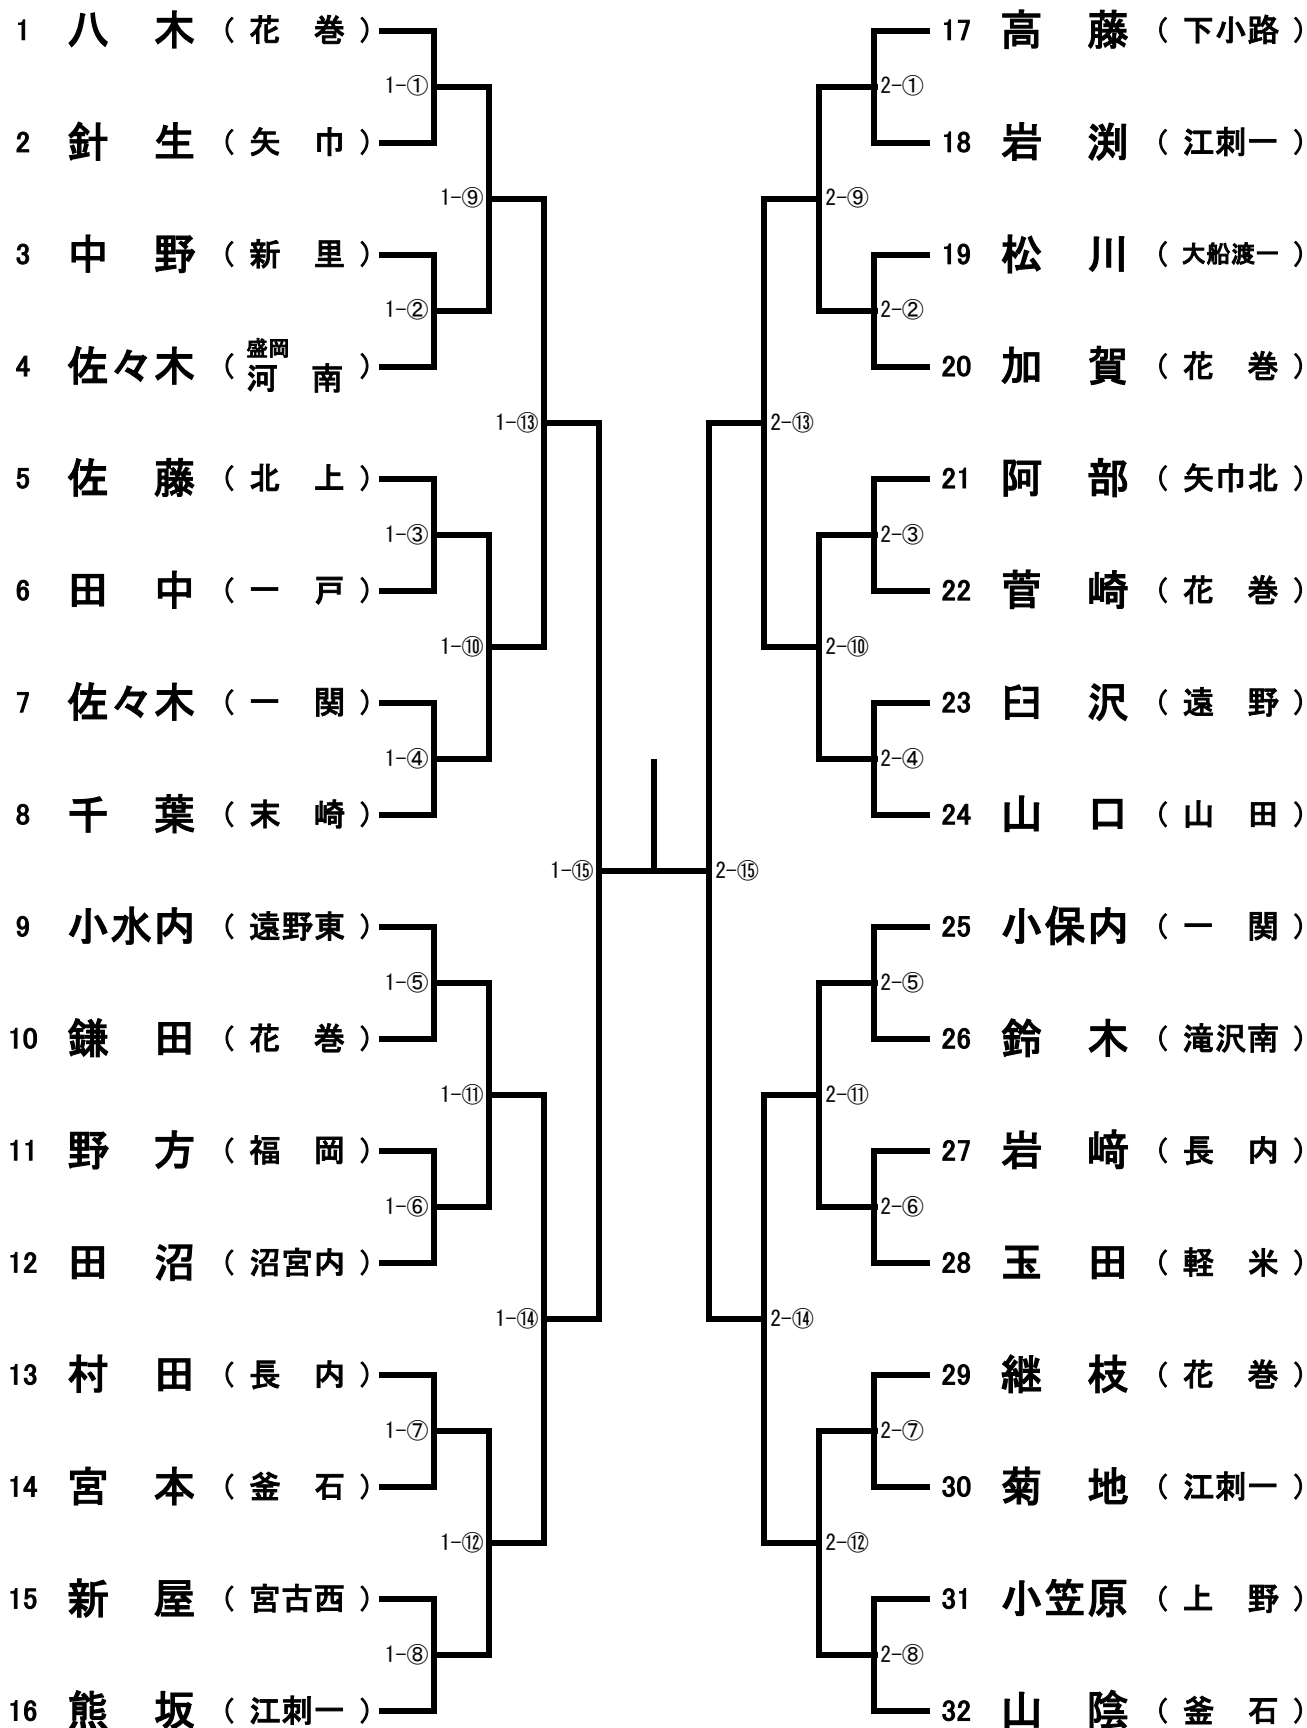 1 八木 (花巻)
1-①
2 針生 (矢巾)
1-⑨
3 中野 (新里)
1-②
4 佐々木 (盛岡河南)
1-⑬
5 佐藤 (北上)
1-③
6 田中 (一戸)
1-⑩
7 佐々木 (一関)
1-④
8 千葉 (末崎)
1-⑮
9 小水内 (遠野東)
1-⑤
10 鎌田 (花巻)
1-⑪
11 野方 (福岡)
1-⑥
12 田沼 (沼宮内)
1-⑭
13 村田 (長内)
1-⑦
14 宮本 (釜石)
1-⑫
15 新屋 (宮古西)
1-⑧
16 熊坂 (江刺一)
17 高藤 (下小路)
2-①
18 岩渕 (江刺一)
2-⑨
19 松川 (大船渡一)
2-②
20 加賀 (花巻)
2-⑬
21 阿部 (矢巾北)
2-③
22 菅崎 (花巻)
2-⑩
23 臼沢 (遠野)
2-④
24 山口 (山田)
2-⑮
25 小保内 (一関)
2-⑤
26 鈴木 (滝沢南)
2-⑪
27 岩﨑 (長内)
2-⑥
28 玉田 (軽米)
2-⑭
29 継枝 (花巻)
2-⑦
30 菊地 (江刺一)
2-⑫
31 小笠原 (上野)
2-⑧
32 山陰 (釜石)